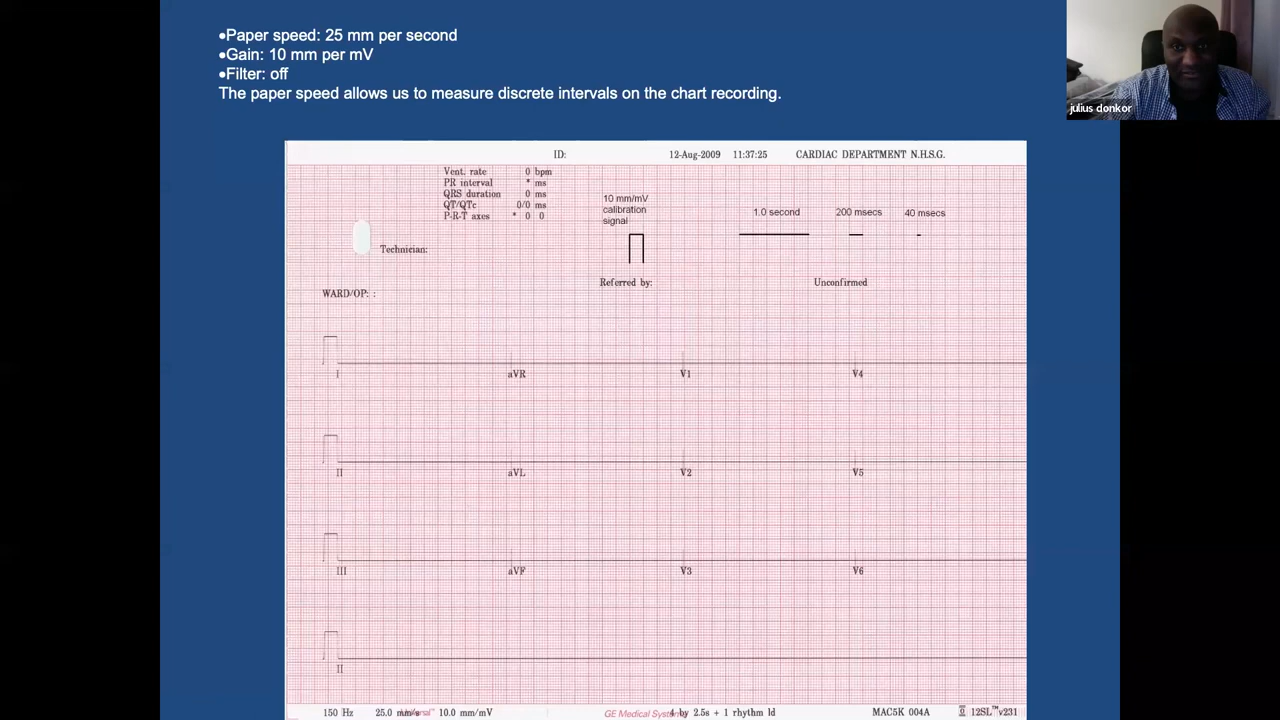 •Paper speed: 25 mm per second
•Gain: 10 mm per mV
•Filter: off
The paper speed allows us to measure discrete intervals on the chart recording.
julius donkor
ID: 12-Aug-2009 11:37:25 CARDIAC DEPARTMENT N.H.S.G.
Vent. rate 0 bpm
PR interval * ms
QRS duration 0 ms
QT/QTc 0/0 ms
P-R-T axes * 0 0
10 mm/mV
calibration
signal
1.0 second 200 msecs 40 msecs
Technician:
Referred by: Unconfirmed
WARD/OP: :
I aVR V1 V4
II aVL V2 V5
III aVF V3 V6
II
150 Hz 25.0 mm/s 10.0 mm/mV GE Medical Systems 4 by 2.5s + 1 rhythm ld MAC5K 004A 12SL™ v231